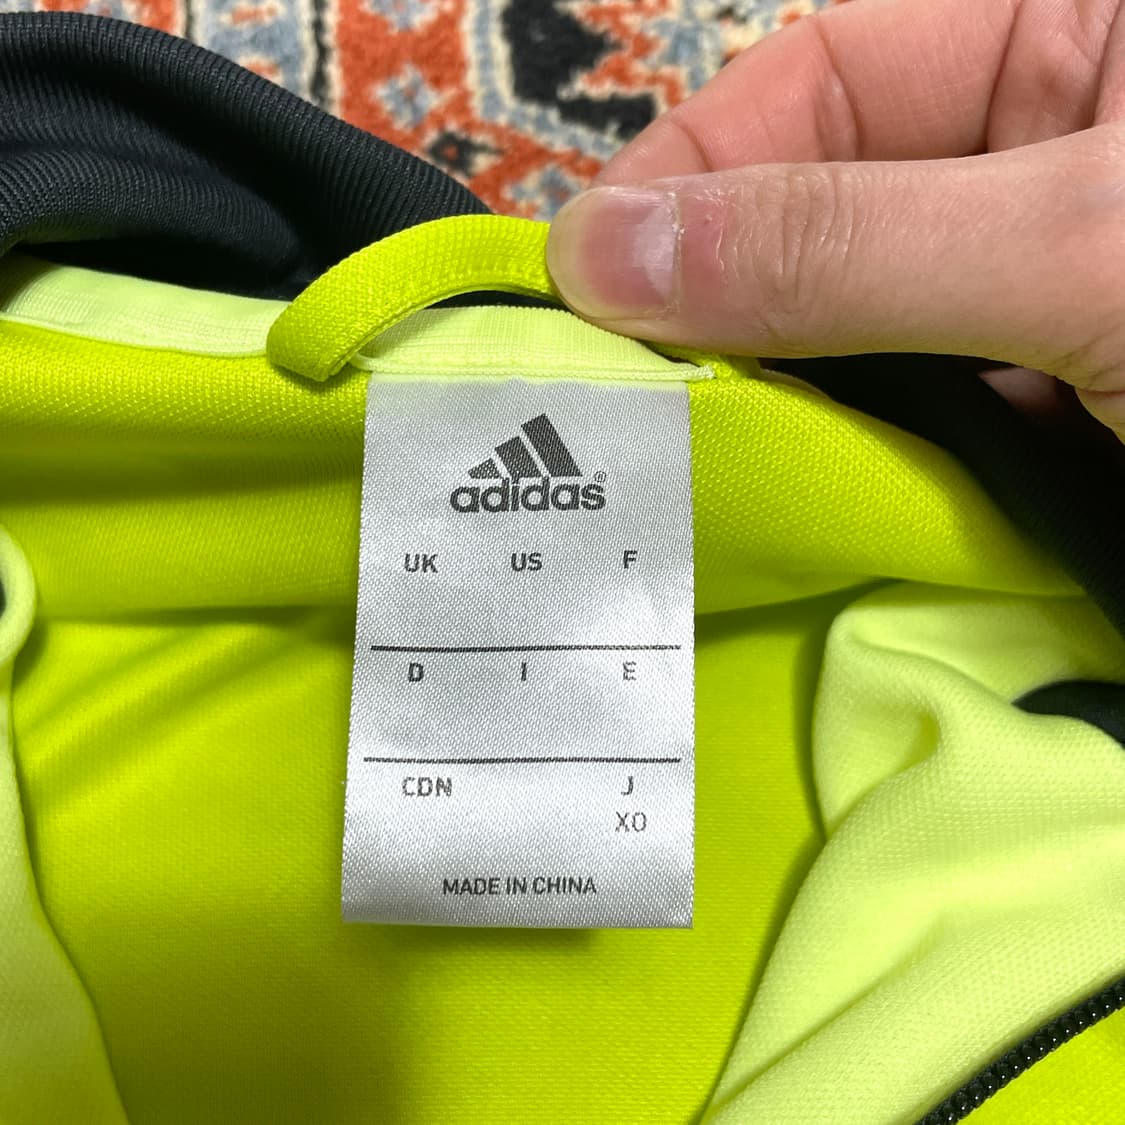 adidas®
UK US F
D I E
CDN J
XO
MADE IN CHINA